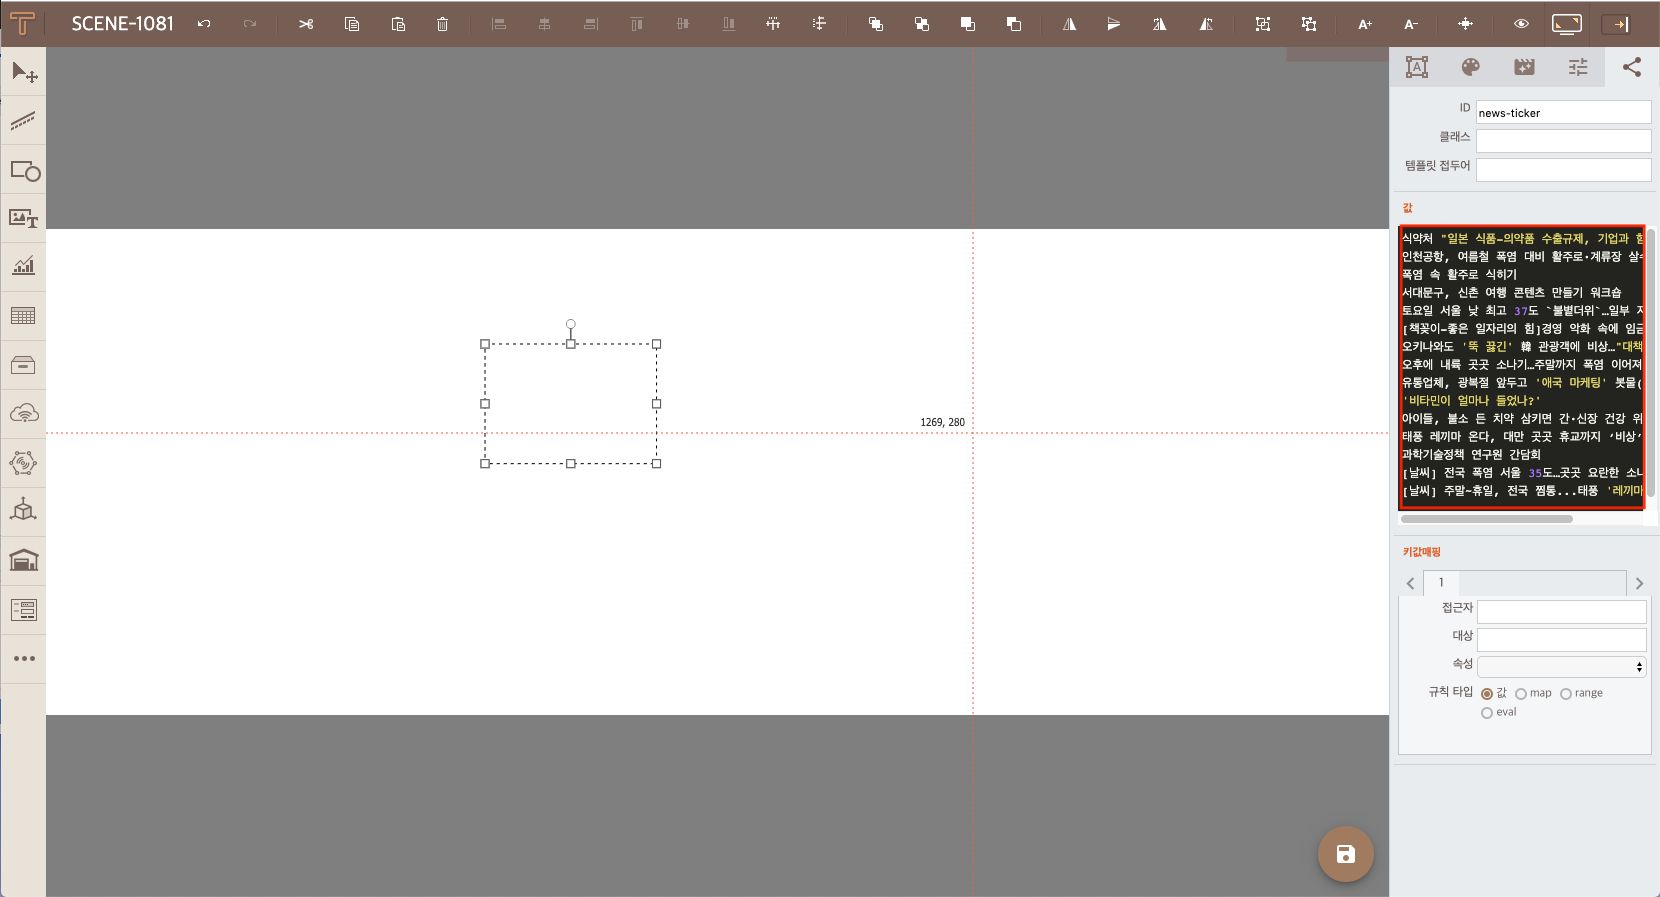 SCENE-1081
A+
A-
ID
news-ticker
클래스
템플릿 접두어
값
식약처 "일본 식품-의약품 수출규제, 기업과
인천공항, 여름철 폭염 대비 활주로·계류장
폭염 속 활주로 식히기
서대문구, 신촌 여행 콘텐츠 만들기 워크숍
토요일 서울 낮 최고 37도 `불볕더위`…일부
[책꽂이-좋은 일자리의 힘]경영 악화 속에 임금
오키나와도 '뚝 끊긴' 韓 관광객에 비상…"대책
오후에 내륙 곳곳 소나기…주말까지 폭염 이어져
유통업체, 광복절 앞두고 '애국 마케팅' 봇물(
'비타민이 얼마나 들었나?'
아이들, 불소 든 치약 삼키면 간·신장 건강 위
태풍 레끼마 온다, 대만 곳곳 휴교까지 '비상'
과학기술정책 연구원 간담회
[날씨] 전국 폭염 서울 35도…곳곳 요란한 소나
[날씨] 주말~휴일, 전국 찜통...태풍 '레끼마
1269, 280
키값매핑
1
접근자
대상
속성
규칙 타입 값 map range
eval